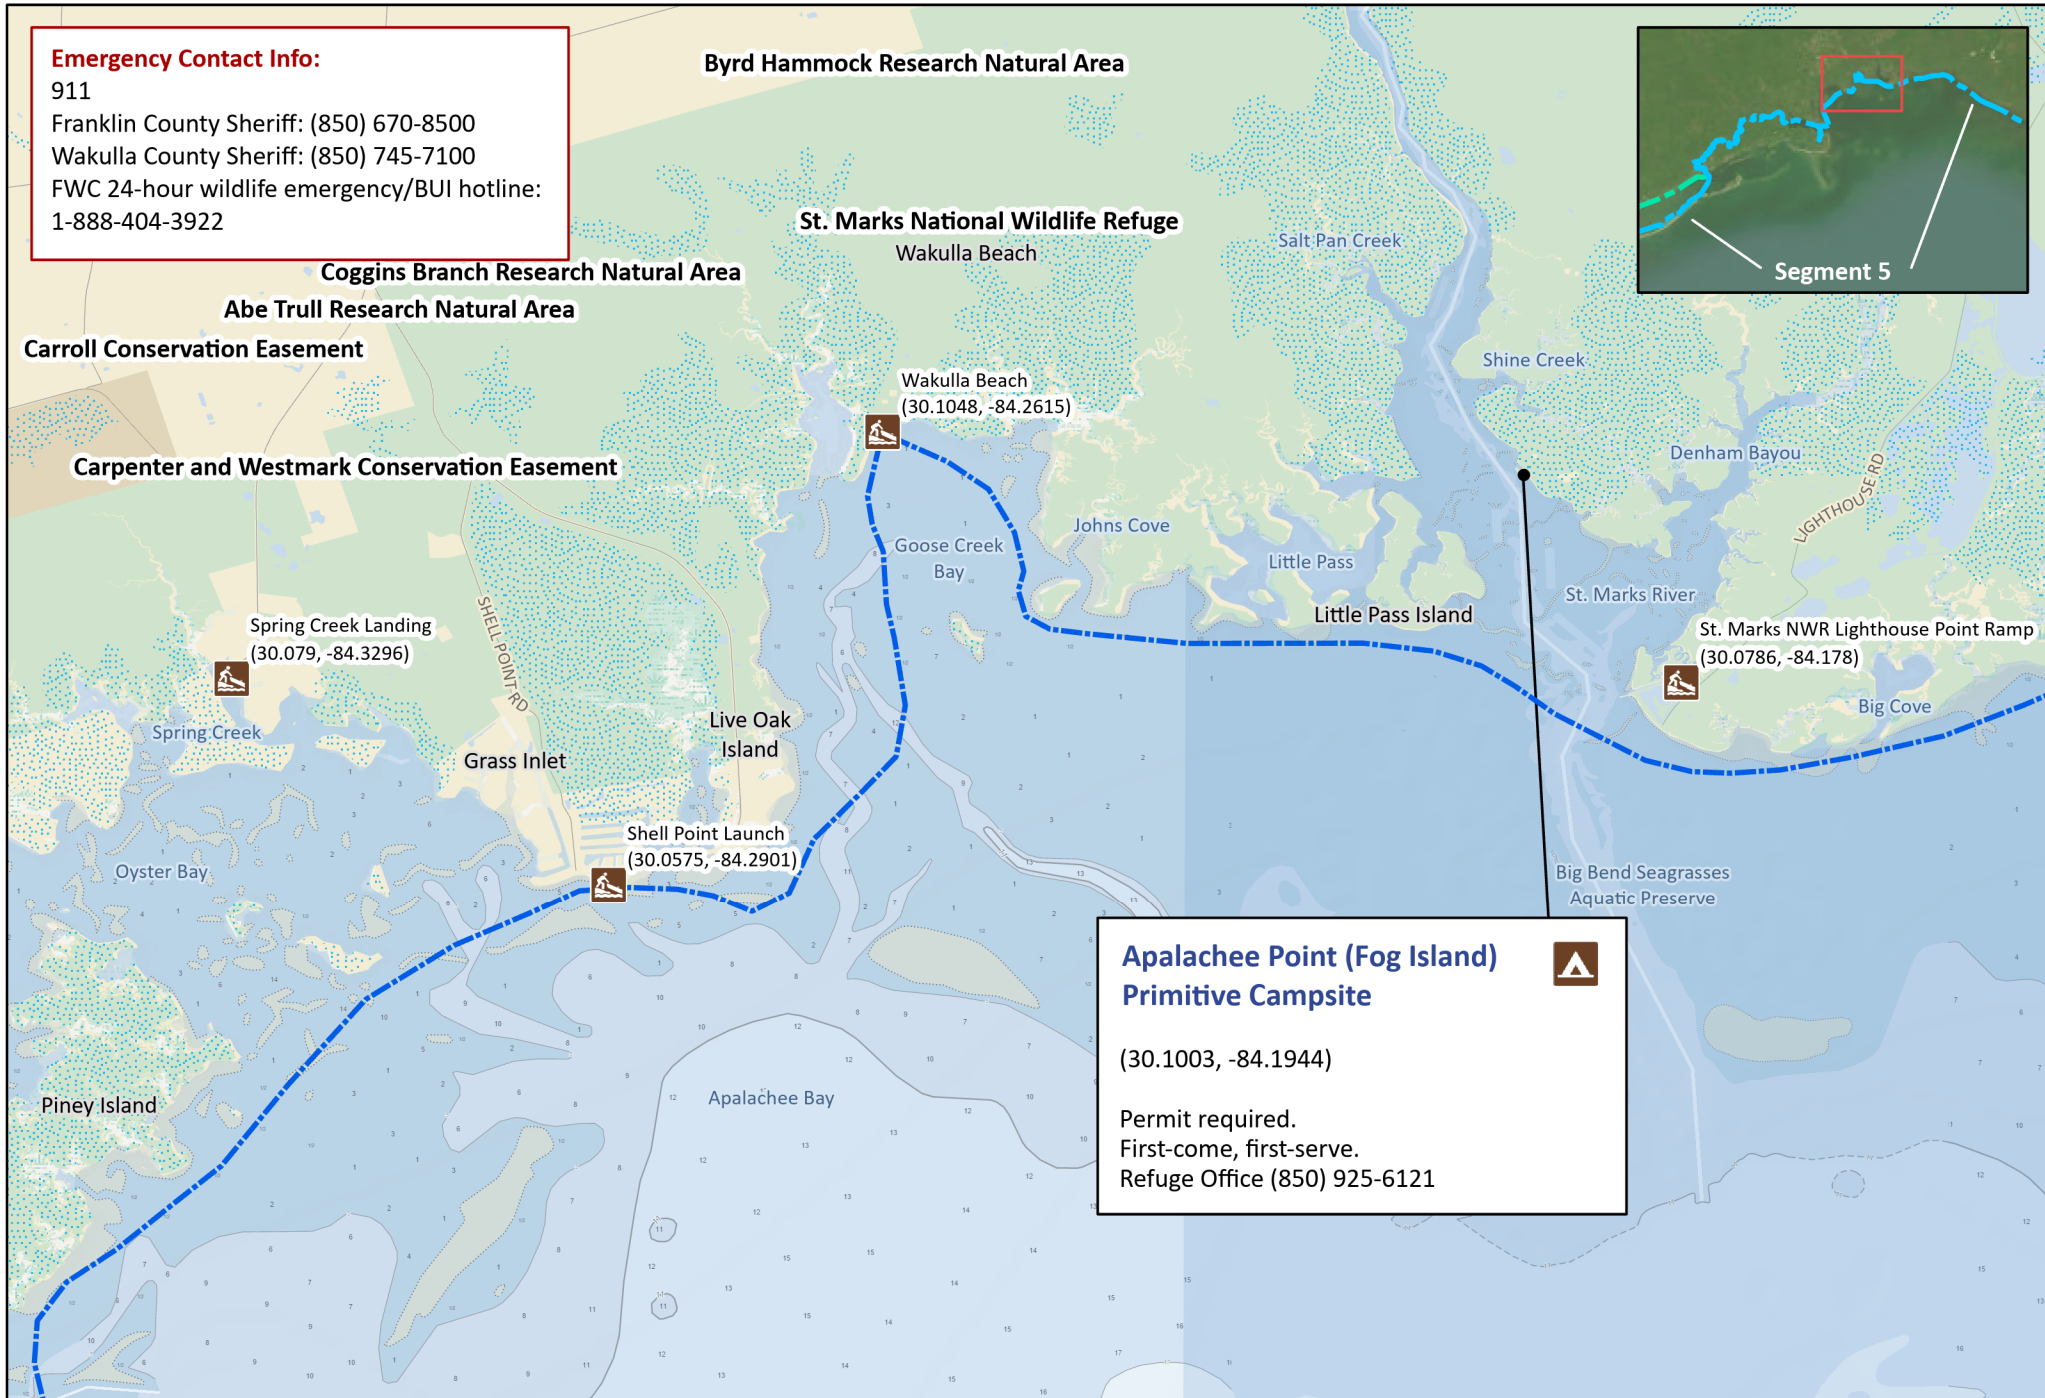 Emergency Contact Info:
911
Franklin County Sheriff: (850) 670-8500
Wakulla County Sheriff: (850) 745-7100
FWC 24-hour wildlife emergency/BUI hotline:
1-888-404-3922
Byrd Hammock Research Natural Area
St. Marks National Wildlife Refuge
Wakulla Beach
Segment 5
Coggins Branch Research Natural Area
Abe Trull Research Natural Area
Carroll Conservation Easement
Carpenter and Westmark Conservation Easement
Salt Pan Creek
Shine Creek
Wakulla Beach
(30.1048, -84.2615)
Denham Bayou
LIGHTHOUSE RD
Johns Cove
Goose Creek
Bay
Little Pass
St. Marks River
Little Pass Island
SHELL POINT RD
Spring Creek Landing
(30.079, -84.3296)
St. Marks NWR Lighthouse Point Ramp
(30.0786, -84.178)
Big Cove
Spring Creek
Live Oak
Island
Grass Inlet
Shell Point Launch
(30.0575, -84.2901)
Oyster Bay
Big Bend Seagrasses
Aquatic Preserve
Apalachee Point (Fog Island)
Primitive Campsite
(30.1003, -84.1944)
Permit required.
First-come, first-serve.
Refuge Office (850) 925-6121
Piney Island
Apalachee Bay